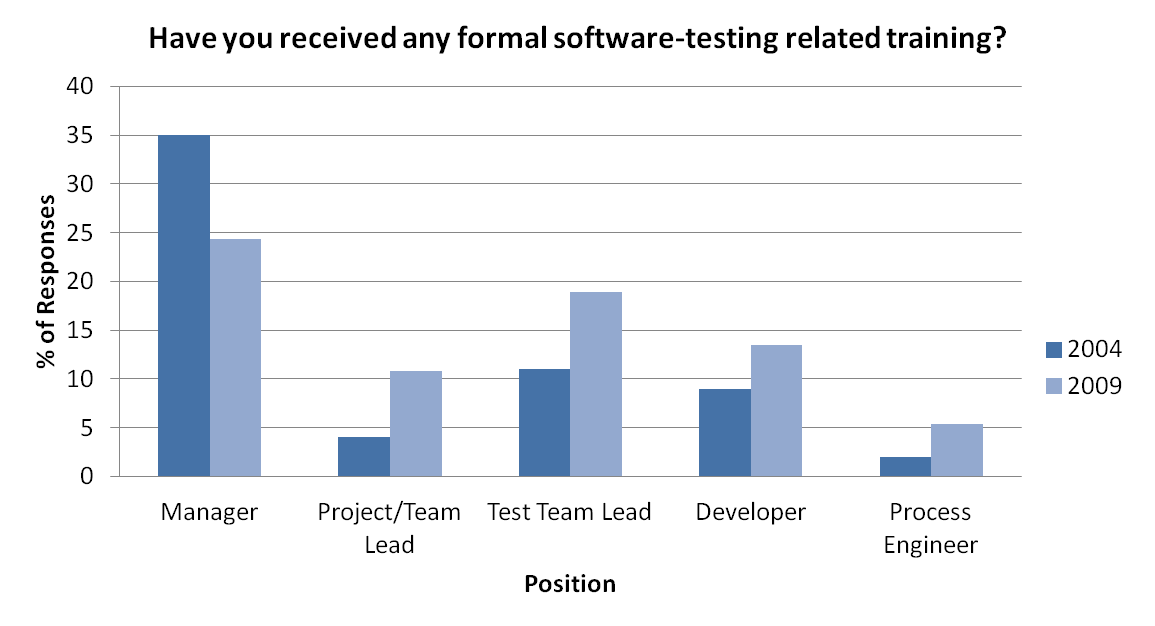 Have you received any formal software-testing related training?
40
35
30
25
20
15
10
5
0
% of Responses
Manager
Project/Team
Lead
Test Team Lead
Developer
Process
Engineer
Position
2004
2009